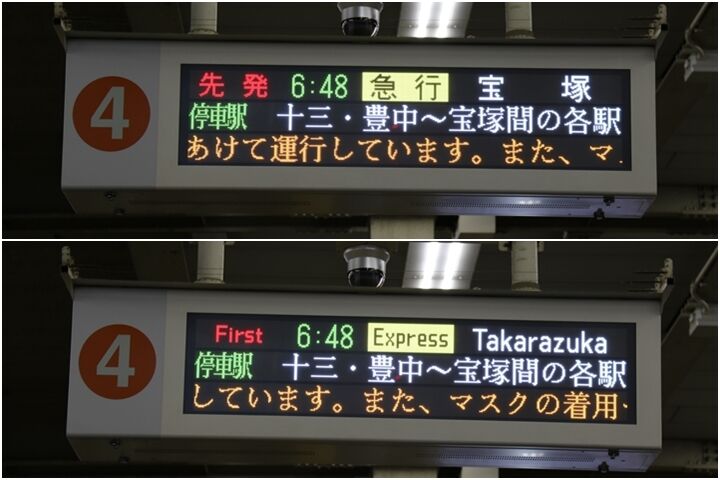 4
先発 6:48 急行 宝塚
停車駅 十三・豊中～宝塚間の各駅
あけて運行しています。また、マ
4
First 6:48 Express Takarazuka
停車駅 十三・豊中～宝塚間の各駅
しています。また、マスクの着用